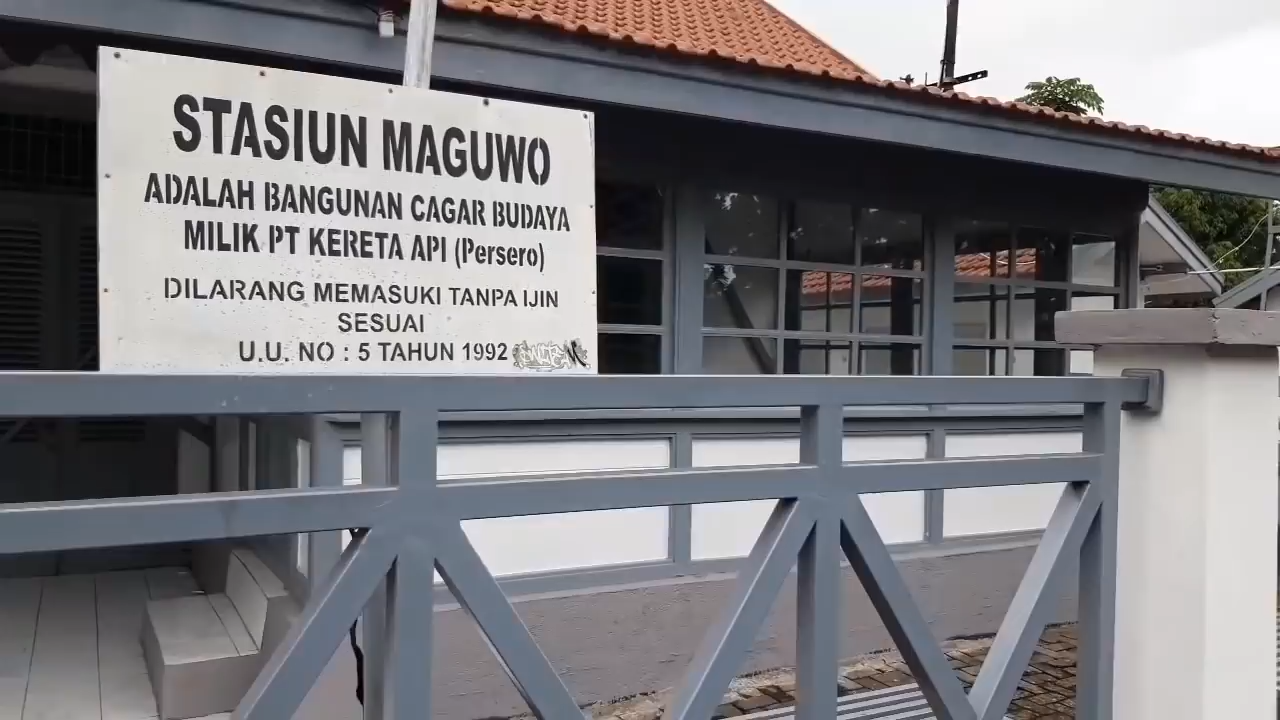 STASIUN MAGUWO
ADALAH BANGUNAN CAGAR BUDAYA
MILIK PT KERETA API (Persero)
DILARANG MEMASUKI TANPA IJIN
SESUAI
U.U. NO : 5 TAHUN 1992